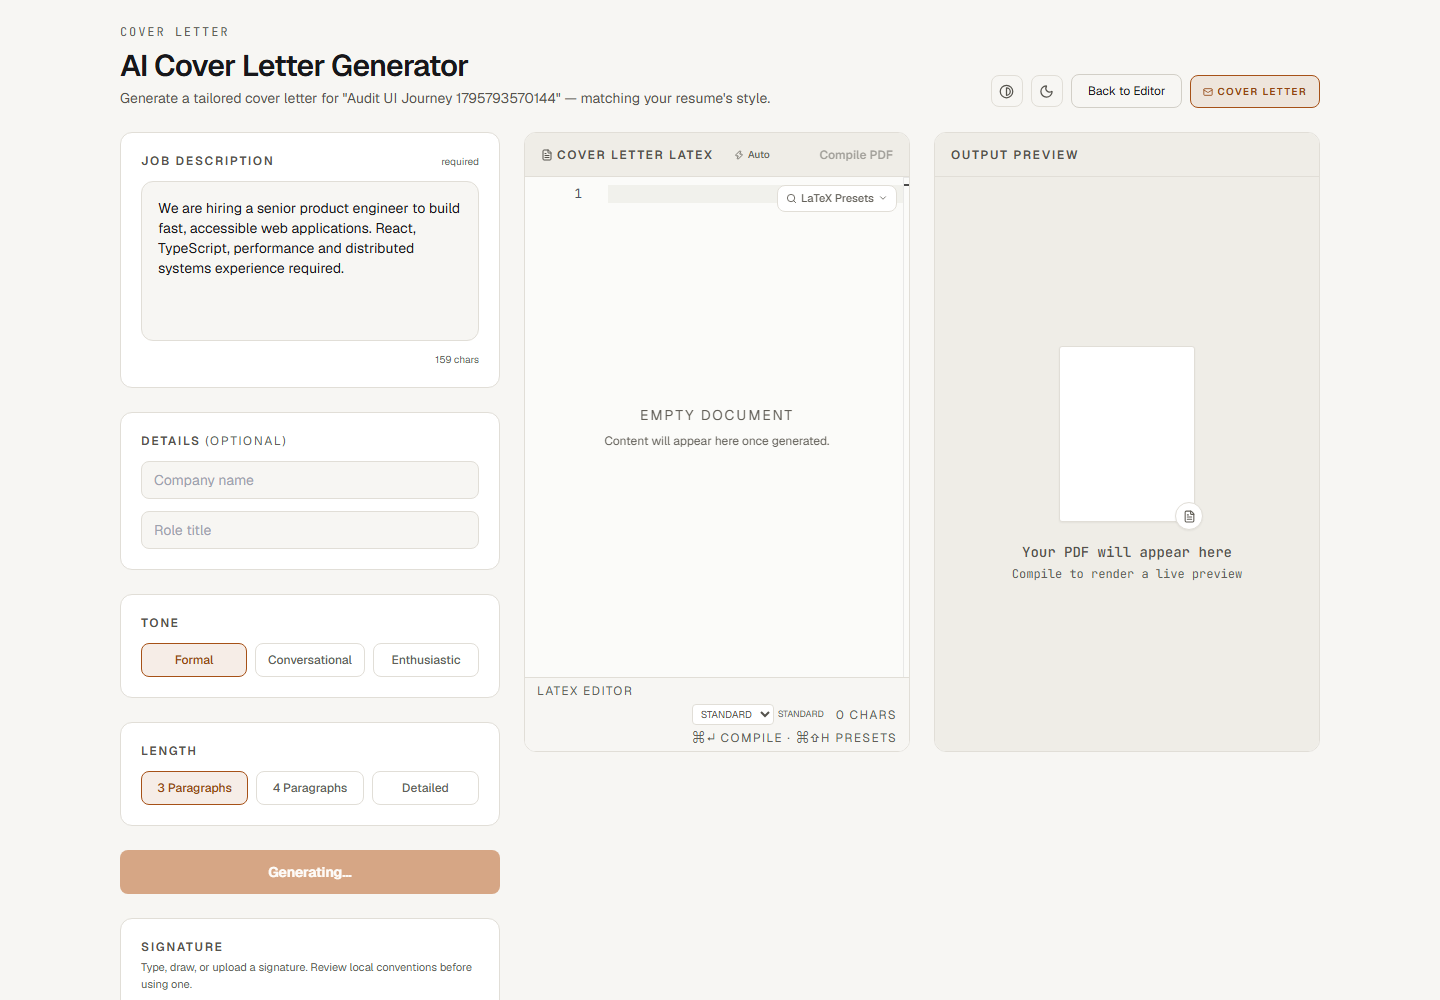 COVER LETTER
AI Cover Letter Generator
Generate a tailored cover letter for "Audit UI Journey 1795793570144" — matching your resume's style.
Back to Editor
COVER LETTER
JOB DESCRIPTION
required
We are hiring a senior product engineer to build
fast, accessible web applications. React,
TypeScript, performance and distributed
systems experience required.
159 chars
DETAILS (OPTIONAL)
Company name
Role title
TONE
Formal
Conversational
Enthusiastic
LENGTH
3 Paragraphs
4 Paragraphs
Detailed
Generating...
SIGNATURE
Type, draw, or upload a signature. Review local conventions before
using one.
COVER LETTER LATEX
Auto
Compile PDF
1
LaTeX Presets
EMPTY DOCUMENT
Content will appear here once generated.
LATEX EDITOR
STANDARD
STANDARD
0 CHARS
⌘↵ COMPILE · ⌘⇧H PRESETS
OUTPUT PREVIEW
Your PDF will appear here
Compile to render a live preview